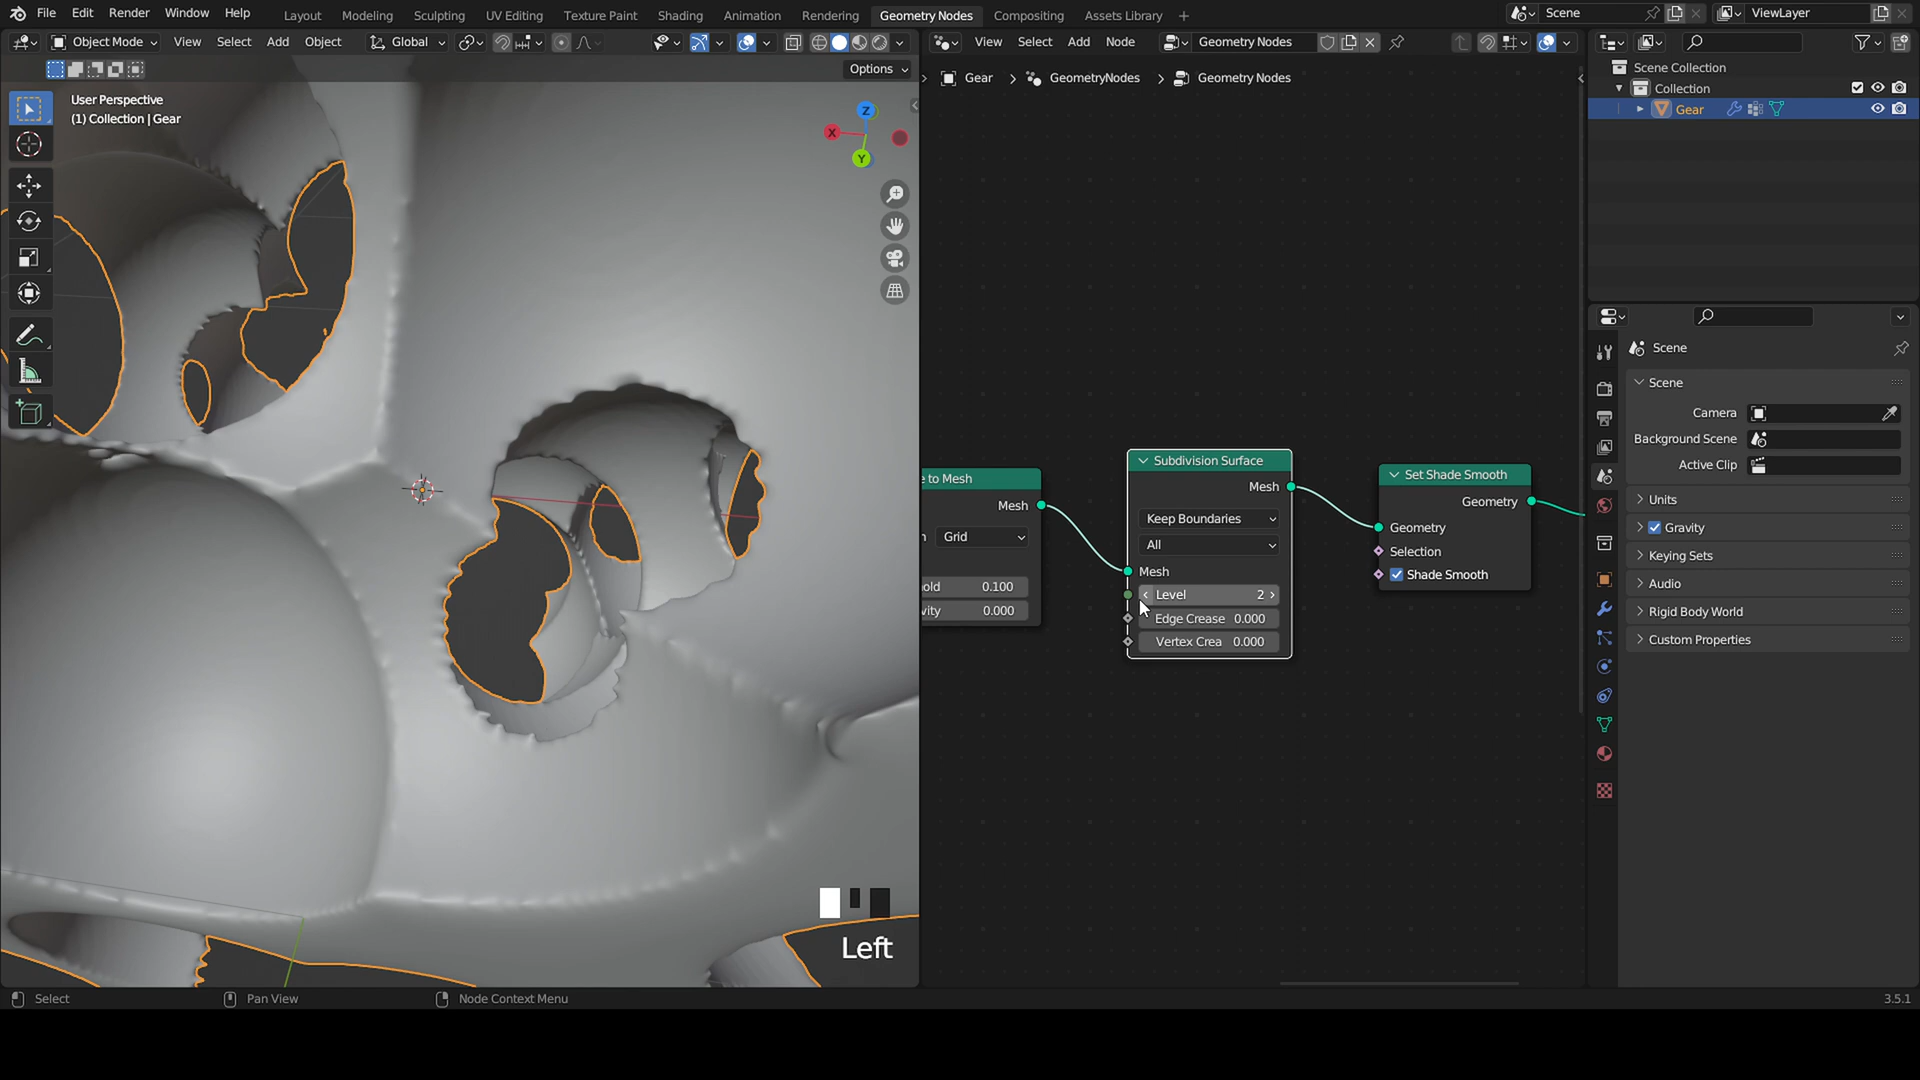 File Edit Render Window Help Layout Modeling Sculpting UV Editing Texture Paint Shading Animation Rendering Geometry Nodes Compositing Assets Library + Scene ViewLayer
Object Mode View Select Add Object Global View Select Add Node Geometry Nodes
Options
Gear > GeometryNodes > Geometry Nodes
Scene Collection
Collection
Gear
User Perspective
(1) Collection | Gear
Z
X
Y
Scene
Scene
Camera
Background Scene
Active Clip
Units
Gravity
Keying Sets
Audio
Rigid Body World
Custom Properties
e to Mesh
Mesh
Grid
old 0.100
vity 0.000
Subdivision Surface
Mesh
Keep Boundaries
All
Mesh
Level 2
Edge Crease 0.000
Vertex Crea 0.000
Set Shade Smooth
Geometry
Geometry
Selection
Shade Smooth
Left
Select Pan View Node Context Menu 3.5.1